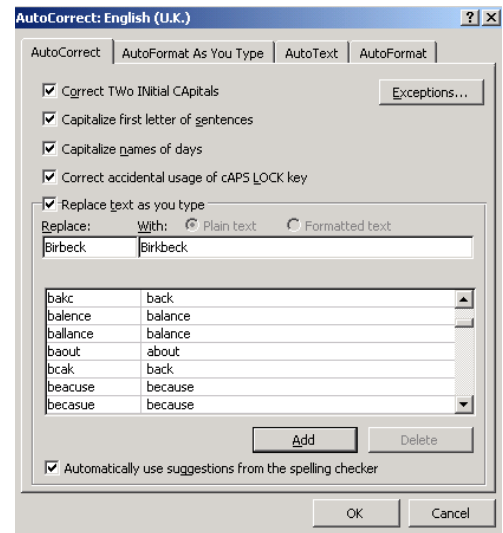 AutoCorrect: English (U.K.) ? X
AutoCorrect AutoFormat As You Type AutoText AutoFormat
Correct TWo INitial CApitals Exceptions...
Capitalize first letter of sentences
Capitalize names of days
Correct accidental usage of cAPS LOCK key
Replace text as you type
Replace: With: Plain text Formatted text
Birbeck Birkbeck
bakc back
balence balance
ballance balance
baout about
bcak back
beacuse because
becasue because
Add Delete
Automatically use suggestions from the spelling checker
OK Cancel